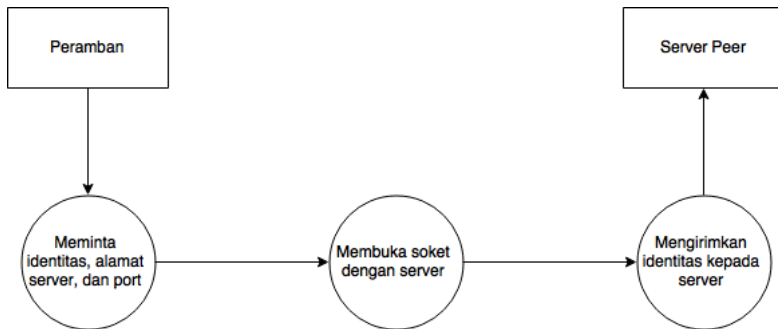 Peramban
Server Peer
Meminta
identitas, alamat
server, dan port
Membuka soket
dengan server
Mengirimkan
identitas kepada
server